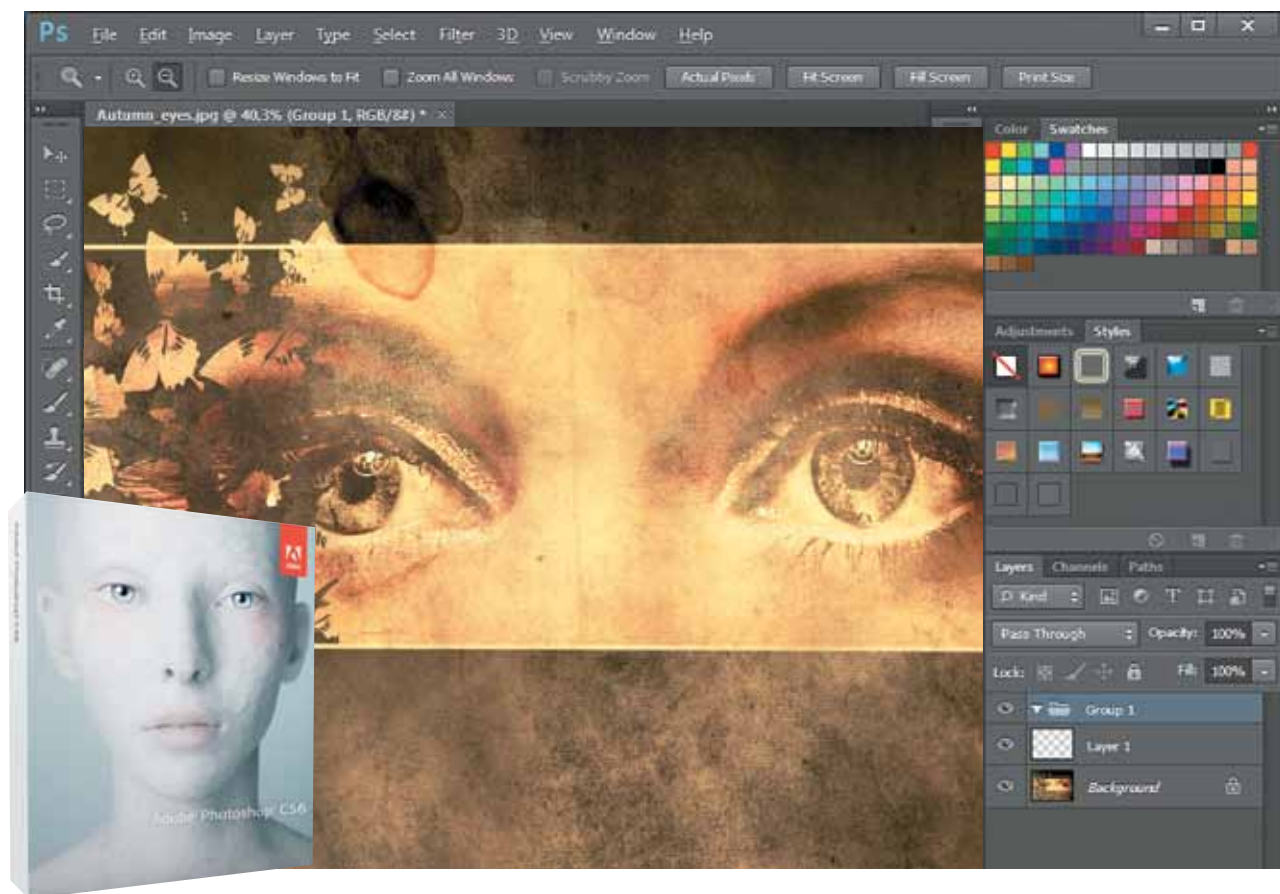 Ps File Edit Image Layer Type Select Filter 3D View Window Help
Resize Windows to Fit Zoom All Windows Scrubby Zoom Actual Pixels Fit Screen Fill Screen Print Size
Autumn_eyes.jpg @ 40,3% (Group 1, RGB/8#) * ×
Color Swatches
Adjustments Styles
Layers Channels Paths
Kind T
Pass Through Opacity: 100%
Lock: Fill: 100%
Group 1
Layer 1
Background
Adobe
Adobe Photoshop CS6